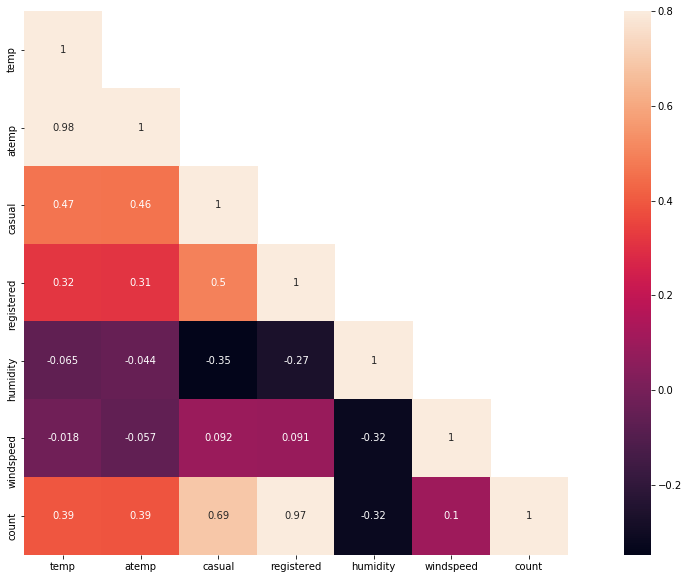 temp 1
atemp 0.98 1
casual 0.47 0.46 1
registered 0.32 0.31 0.5 1
humidity -0.065 -0.044 -0.35 -0.27 1
windspeed -0.018 -0.057 0.092 0.091 -0.32 1
count 0.39 0.39 0.69 0.97 -0.32 0.1 1
temp atemp casual registered humidity windspeed count
0.8
0.6
0.4
0.2
0.0
−0.2